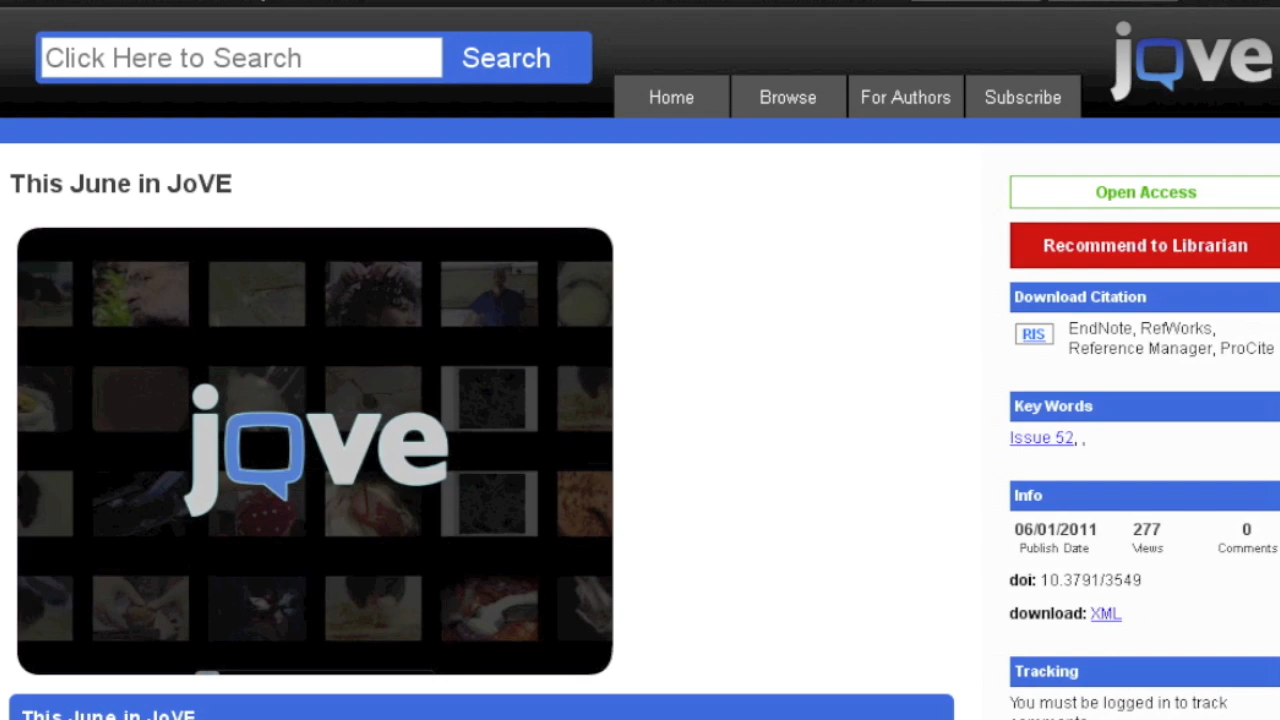 Click Here to Search
Search
Home
Browse
For Authors
Subscribe
jove
This June in JoVE
jove
This June in JoVE
Open Access
Recommend to Librarian
Download Citation
RIS
EndNote, RefWorks,
Reference Manager, ProCite
Key Words
Issue 52, ,
Info
06/01/2011 277 0
Publish Date Views Comments
doi: 10.3791/3549
download: XML
Tracking
You must be logged in to track